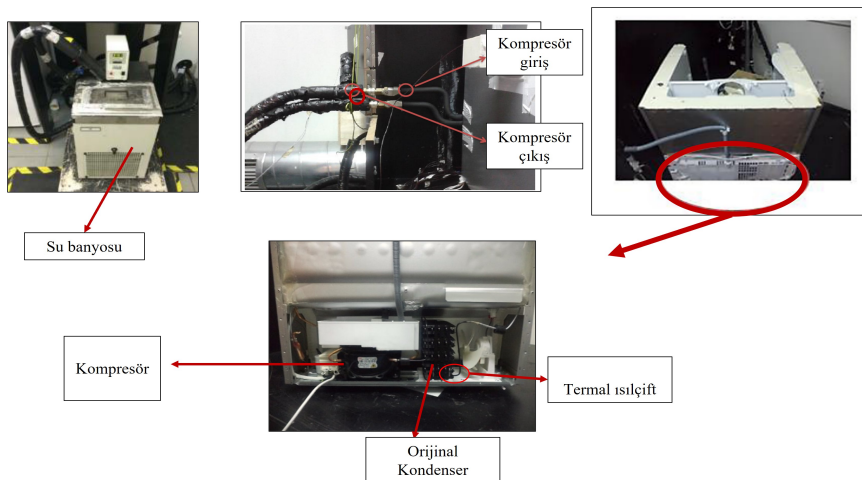 Kompresör
giriş
Kompresör
çıkış
Su banyosu
Kompresör
Termal ısılçift
Orijinal
Kondenser